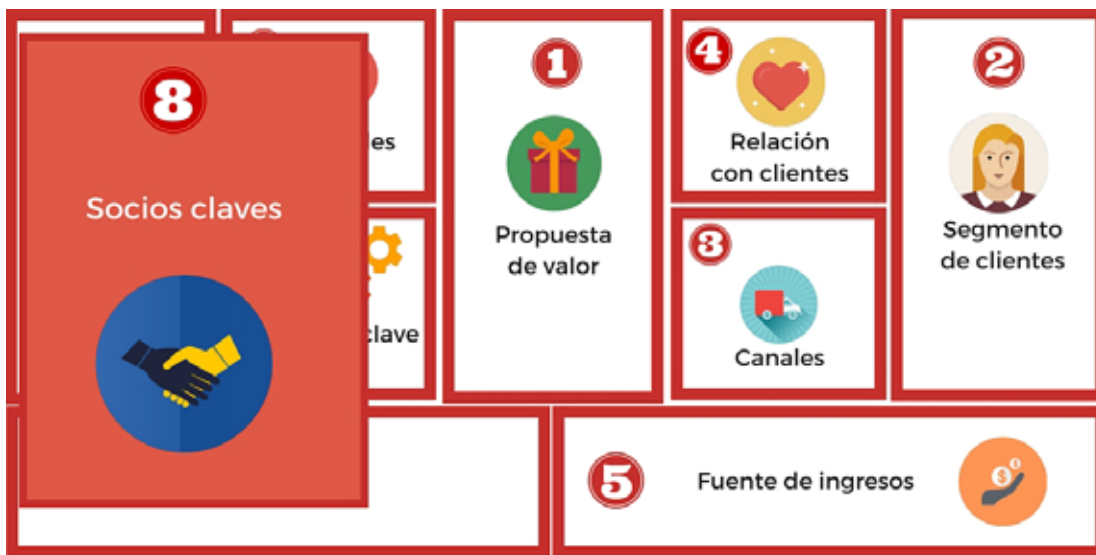 8
Socios claves
les
clave
1
Propuesta
de valor
4
Relación
con clientes
3
Canales
2
Segmento
de clientes
5
Fuente de ingresos
$